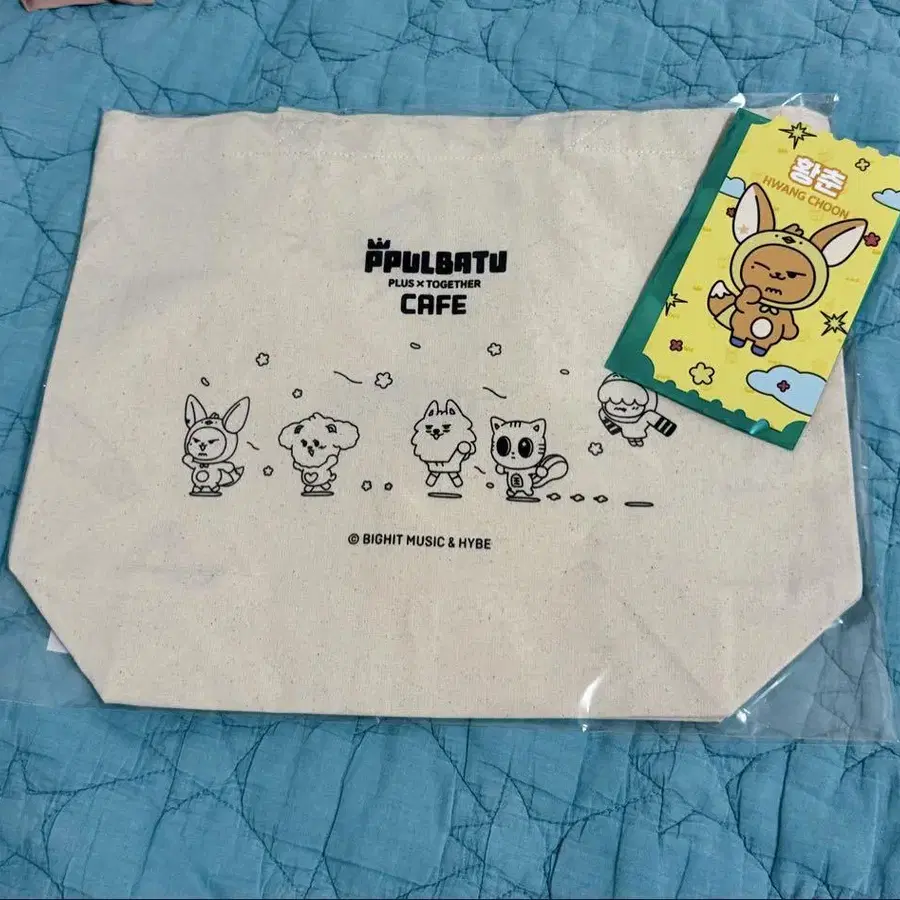 PPULBATU
PLUS × TOGETHER
CAFE
© BIGHIT MUSIC & HYBE
황춘
HWANG CHOON